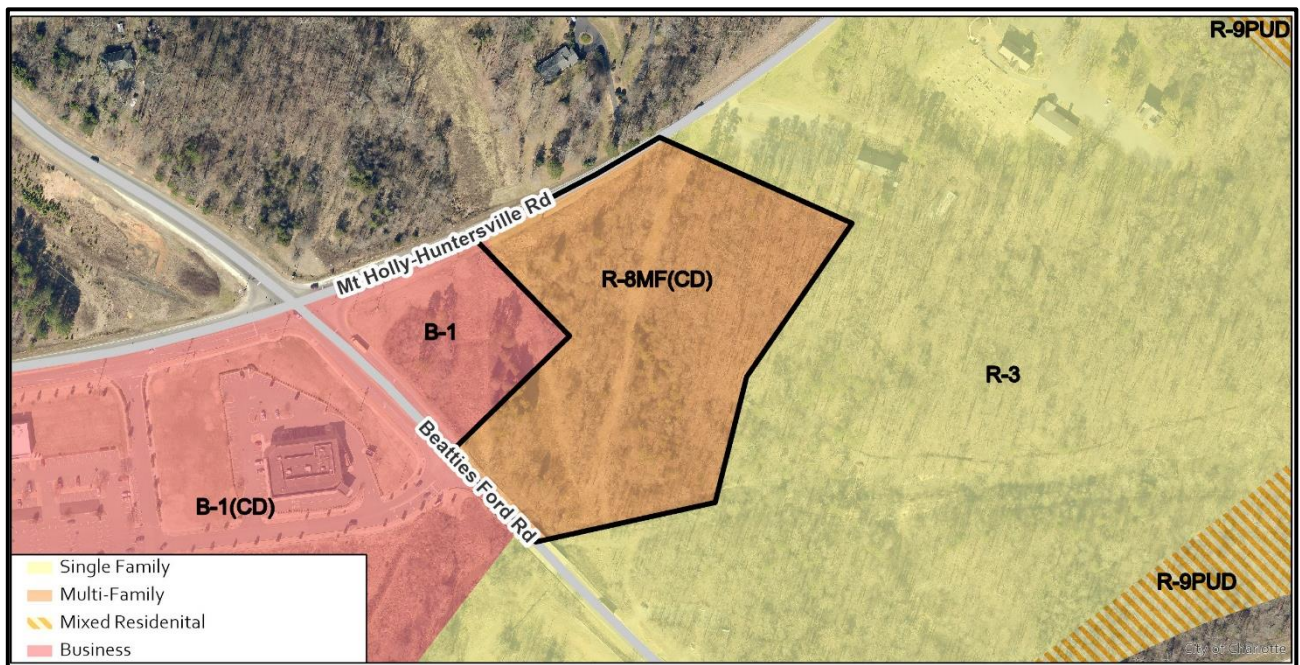 R-9PUD
Mt Holly-Huntersville Rd
R-8MF(CD)
B-1
R-3
Beatties Ford Rd
B-1(CD)
R-9PUD
Single Family
Multi-Family
Mixed Residenital
Business
City of Charlotte